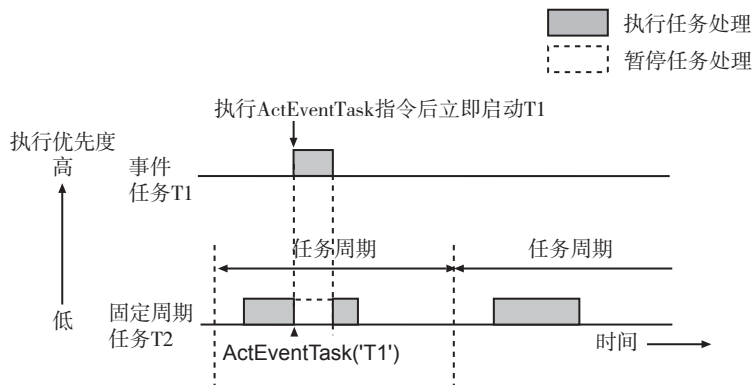 执行任务处理
暂停任务处理
执行ActEventTask指令后立即启动T1
执行优先度
高
事件
任务T1
任务周期
任务周期
低
固定周期
任务T2
时间
ActEventTask('T1')